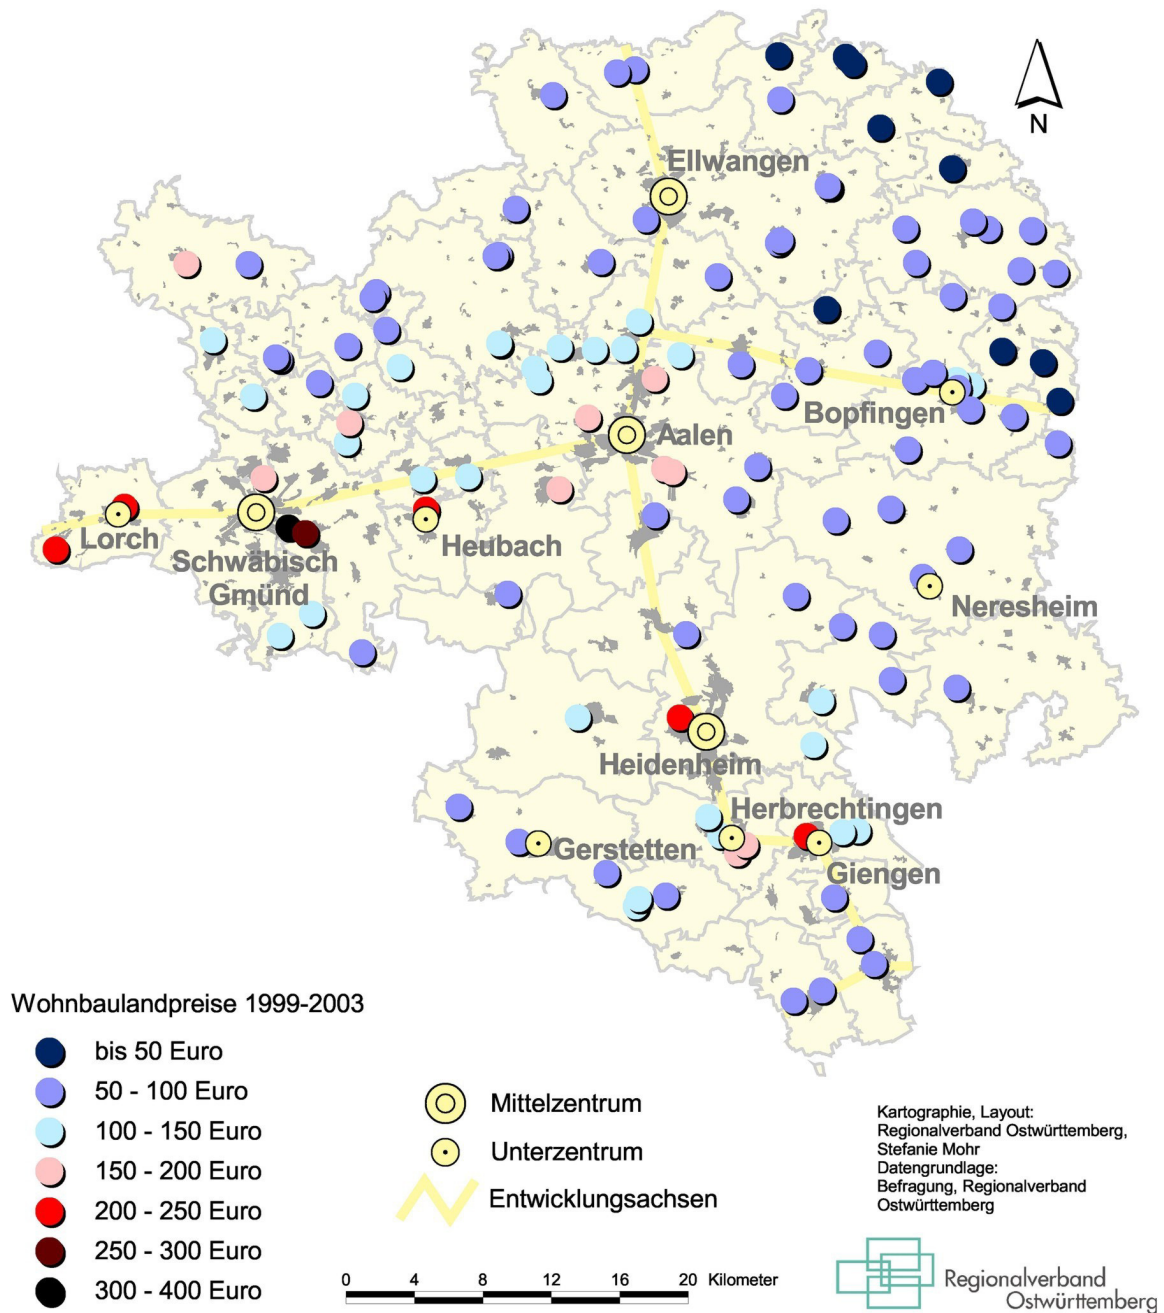 N
Ellwangen
Aalen
Bopfingen
Lorch
Schwäbisch
Gmünd
Heubach
Neresheim
Heidenheim
Herbrechtingen
Gerstetten
Giengen
Wohnbaulandpreise 1999-2003
bis 50 Euro
50 - 100 Euro
100 - 150 Euro
150 - 200 Euro
200 - 250 Euro
250 - 300 Euro
300 - 400 Euro
Mittelzentrum
Unterzentrum
Entwicklungsachsen
0 4 8 12 16 20 Kilometer
Kartographie, Layout:
Regionalverband Ostwürttemberg,
Stefanie Mohr
Datengrundlage:
Befragung, Regionalverband
Ostwürttemberg
Regionalverband
Ostwürttemberg